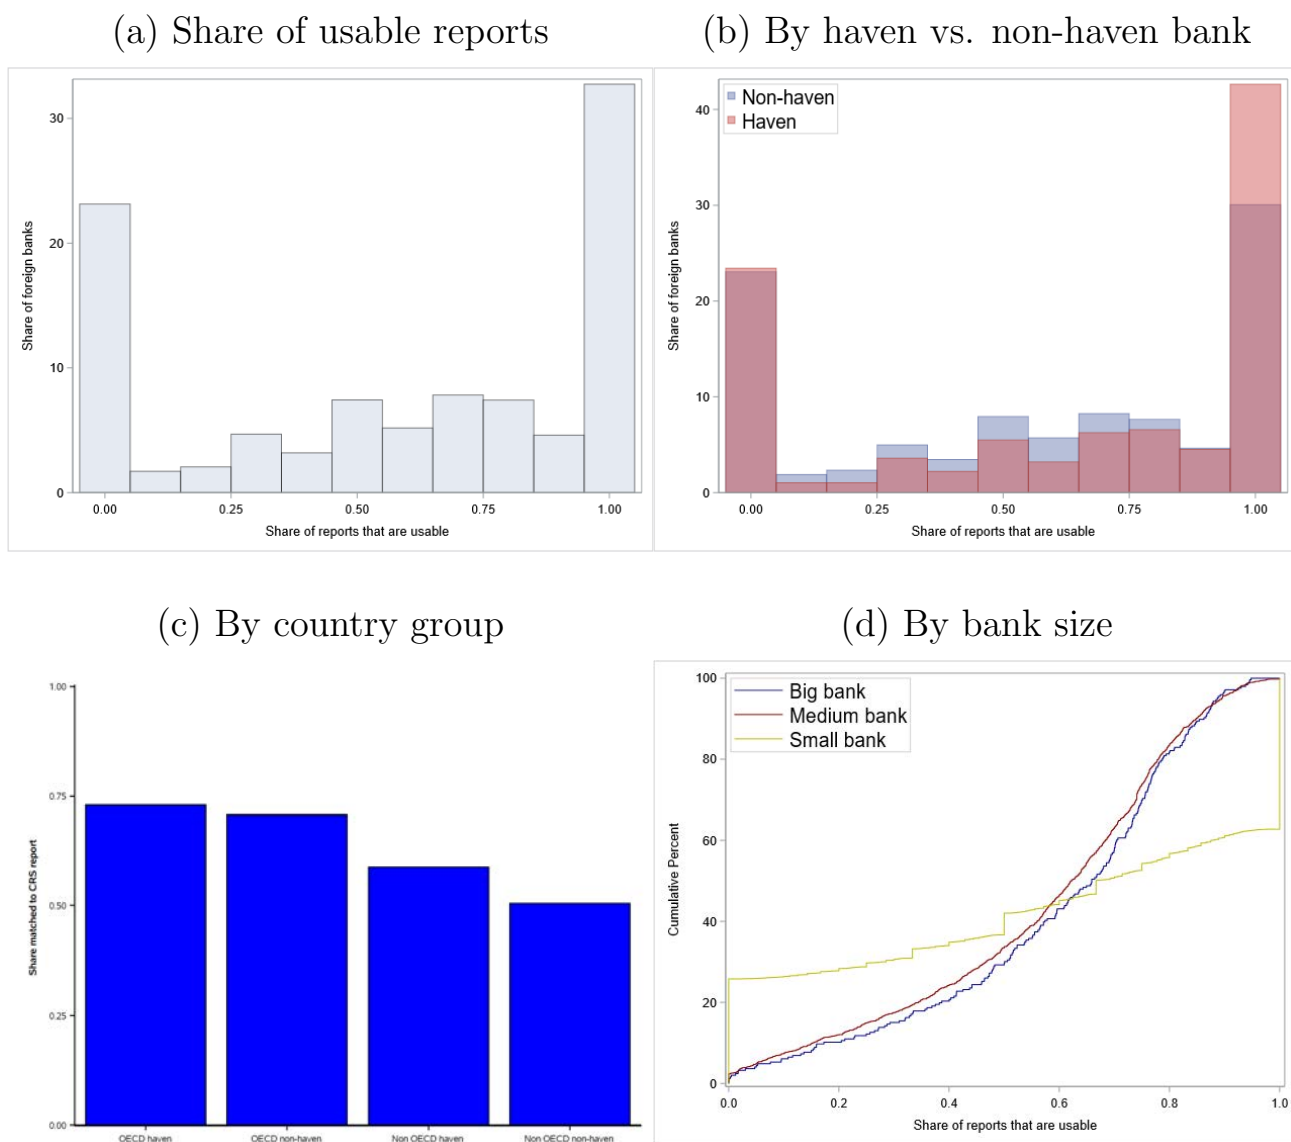 (a) Share of usable reports
(b) By haven vs. non-haven bank
30
20
10
0
Share of foreign banks
0.00 0.25 0.50 0.75 1.00
Share of reports that are usable
Non-haven
Haven
40
30
20
10
0
Share of foreign banks
0.00 0.25 0.50 0.75 1.00
Share of reports that are usable
(c) By country group
(d) By bank size
1.00
0.75
0.50
0.25
0.00
Share matched to CRS report
OECD haven OECD non-haven Non OECD haven Non OECD non-haven
Big bank
Medium bank
Small bank
100
80
60
40
20
0
Cumulative Percent
0.0 0.2 0.4 0.6 0.8 1.0
Share of reports that are usable